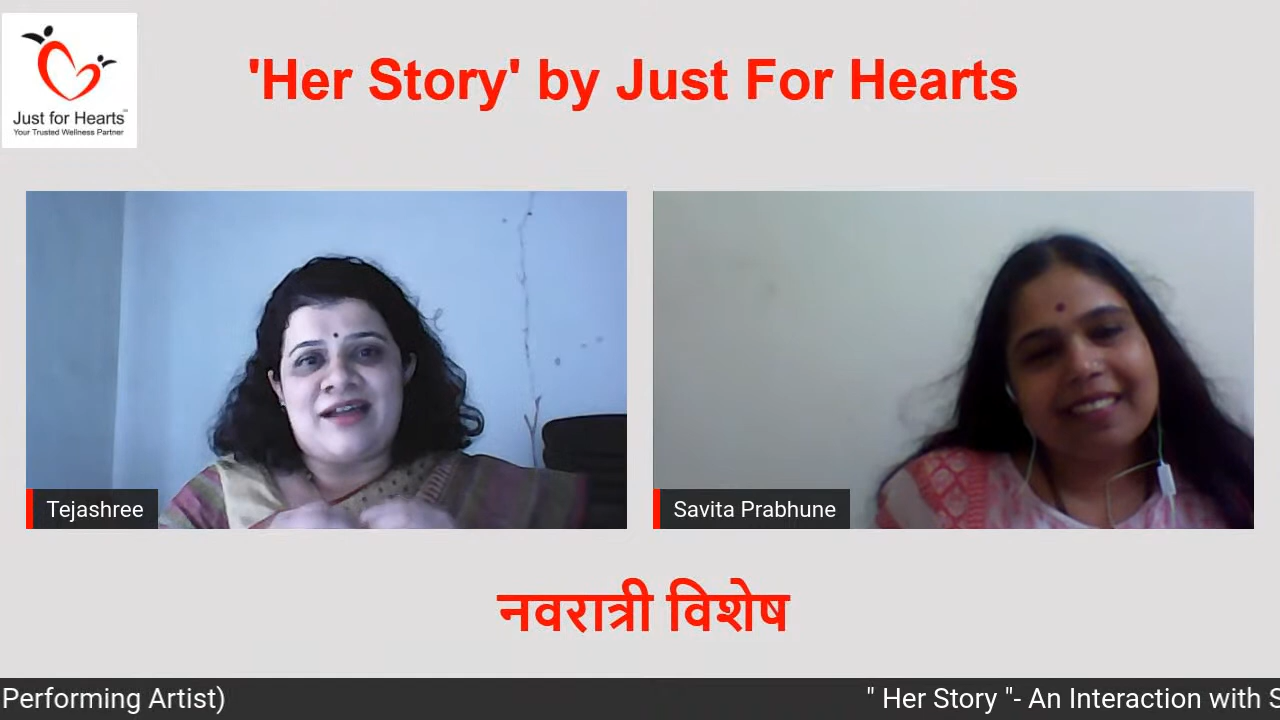 'Her Story' by Just For Hearts
Just for Hearts
Your Trusted Wellness Partner
Tejashree
Savita Prabhune
नवरात्री विशेष
Performing Artist)
" Her Story "- An Interaction with S